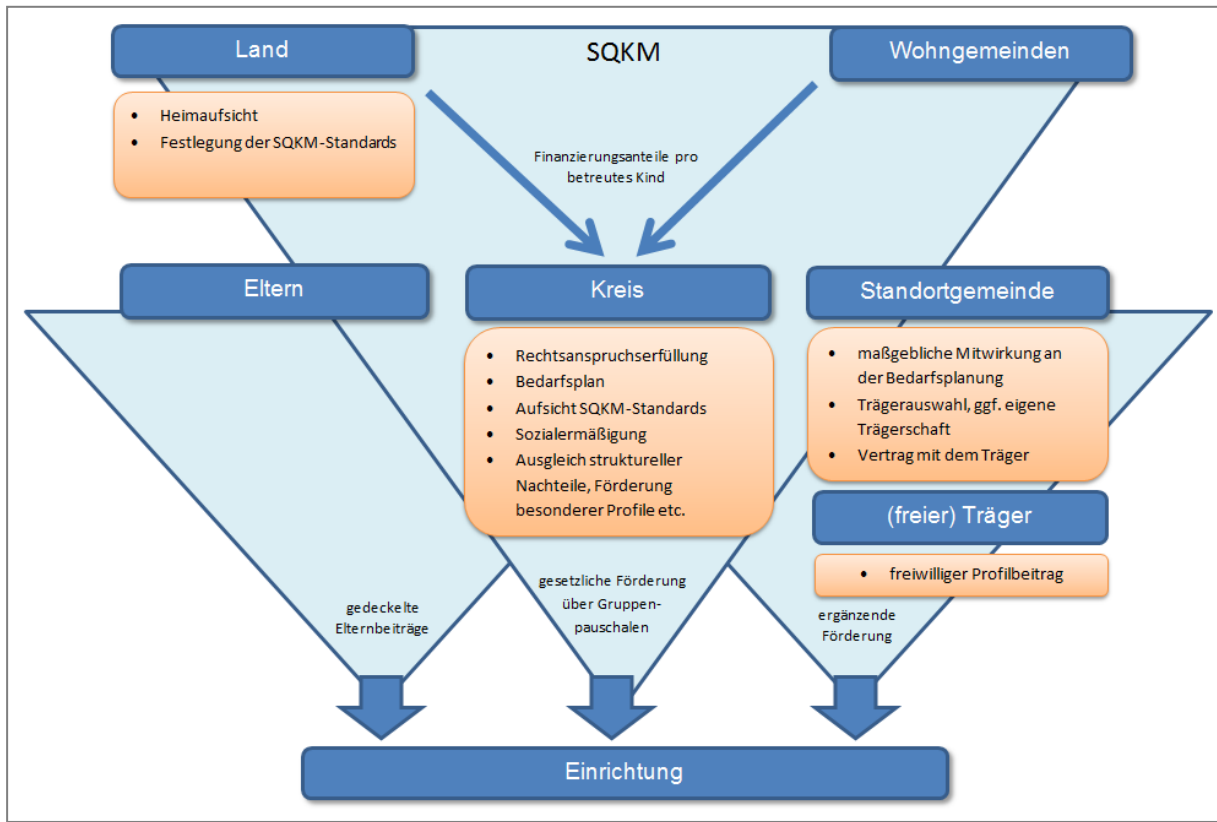 Land
SQKM
Wohngemeinden
• Heimaufsicht
• Festlegung der SQKM-Standards
Finanzierungsanteile pro
betreutes Kind
Eltern
Kreis
Standortgemeinde
• Rechtsanspruchserfüllung
• Bedarfsplan
• Aufsicht SQKM-Standards
• Sozialermäßigung
• Ausgleich struktureller
Nachteile, Förderung
besonderer Profile etc.
• maßgebliche Mitwirkung an
der Bedarfsplanung
• Trägerauswahl, ggf. eigene
Trägerschaft
• Vertrag mit dem Träger
(freier) Träger
• freiwilliger Profilbeitrag
gedeckelte
Elternbeiträge
gesetzliche Förderung
über Gruppen-
pauschalen
ergänzende
Förderung
Einrichtung